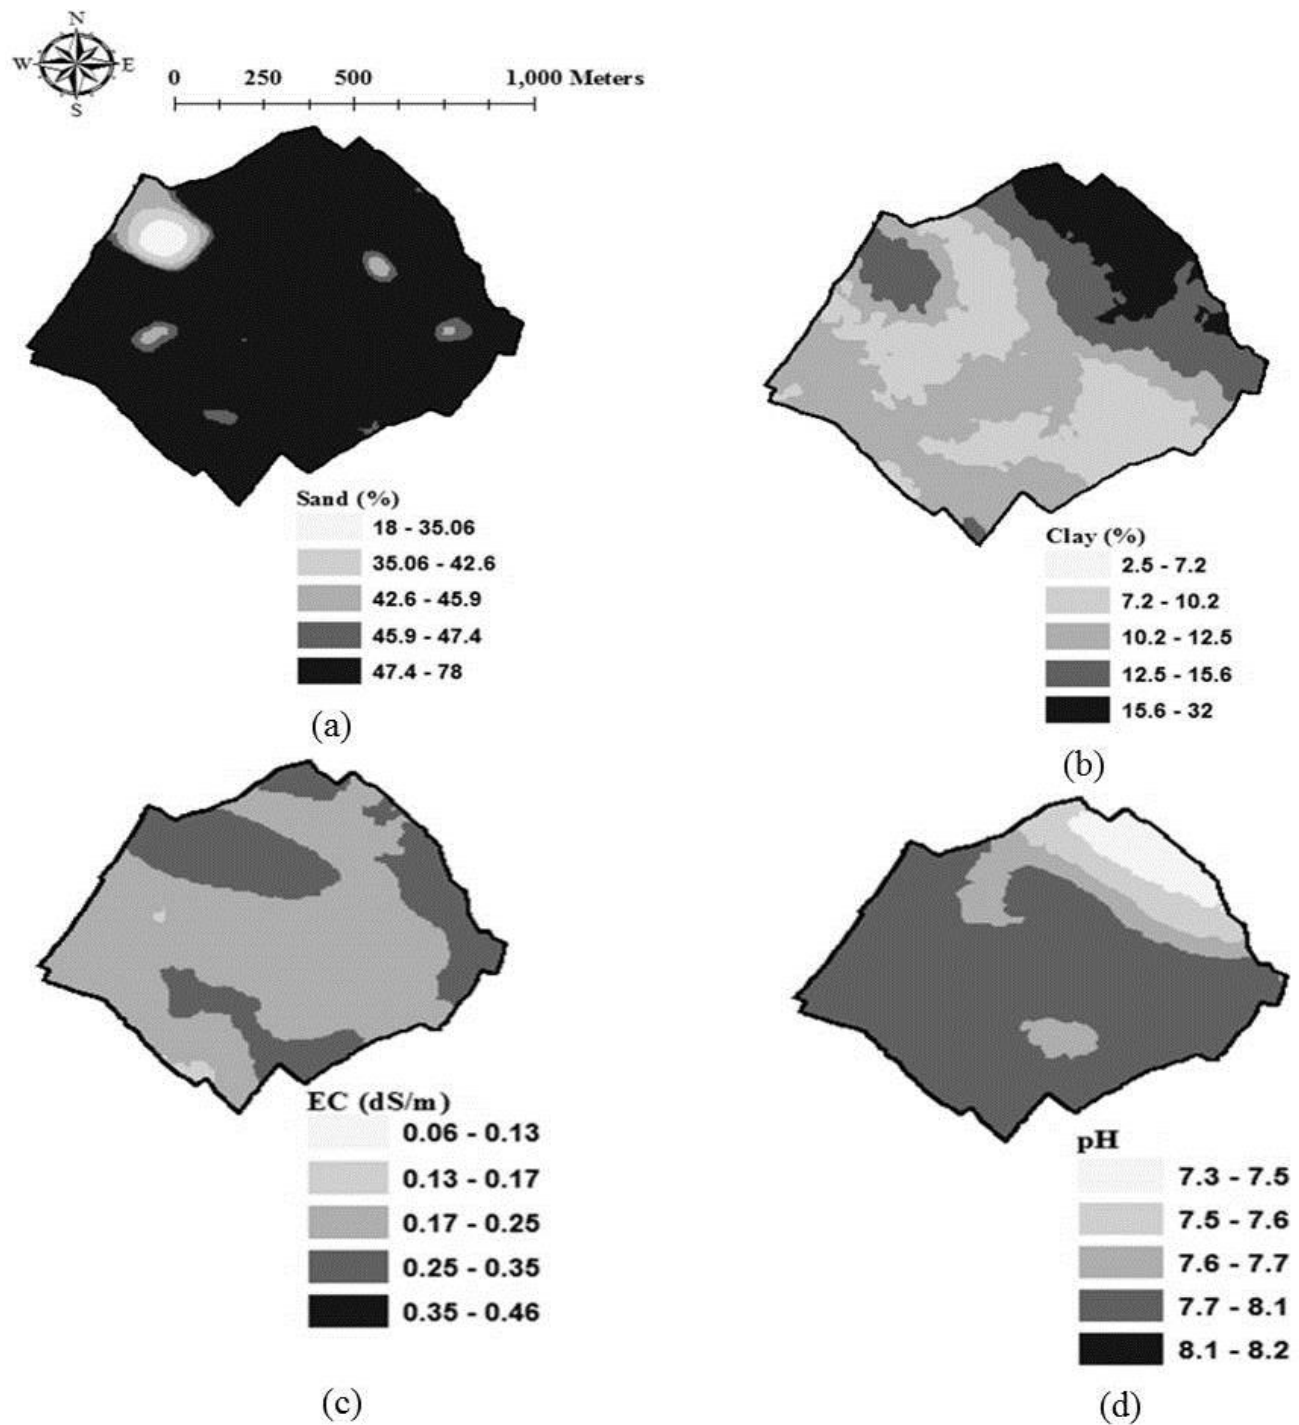 N
W E
S
0 250 500 1,000 Meters
Sand (%)
18 - 35.06
35.06 - 42.6
42.6 - 45.9
45.9 - 47.4
47.4 - 78
(a)
Clay (%)
2.5 - 7.2
7.2 - 10.2
10.2 - 12.5
12.5 - 15.6
15.6 - 32
(b)
EC (dS/m)
0.06 - 0.13
0.13 - 0.17
0.17 - 0.25
0.25 - 0.35
0.35 - 0.46
(c)
pH
7.3 - 7.5
7.5 - 7.6
7.6 - 7.7
7.7 - 8.1
8.1 - 8.2
(d)